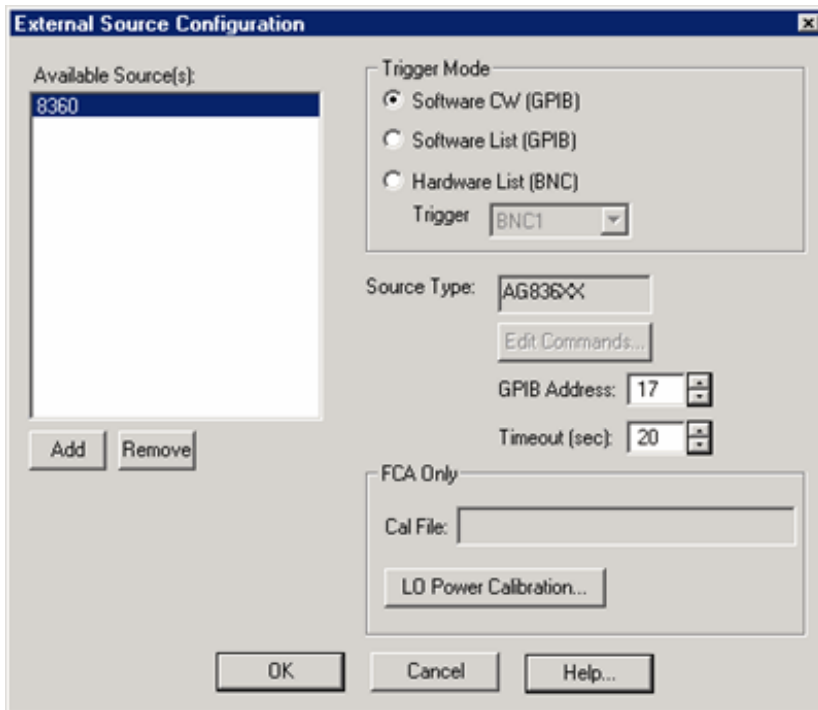 External Source Configuration
Available Source(s):
8360
Add
Remove
Trigger Mode
Software CW (GPIB)
Software List (GPIB)
Hardware List (BNC)
Trigger
BNC1
Source Type:
AG836XX
Edit Commands...
GPIB Address:
17
Timeout (sec):
20
FCA Only
Cal File:
LO Power Calibration...
OK
Cancel
Help...